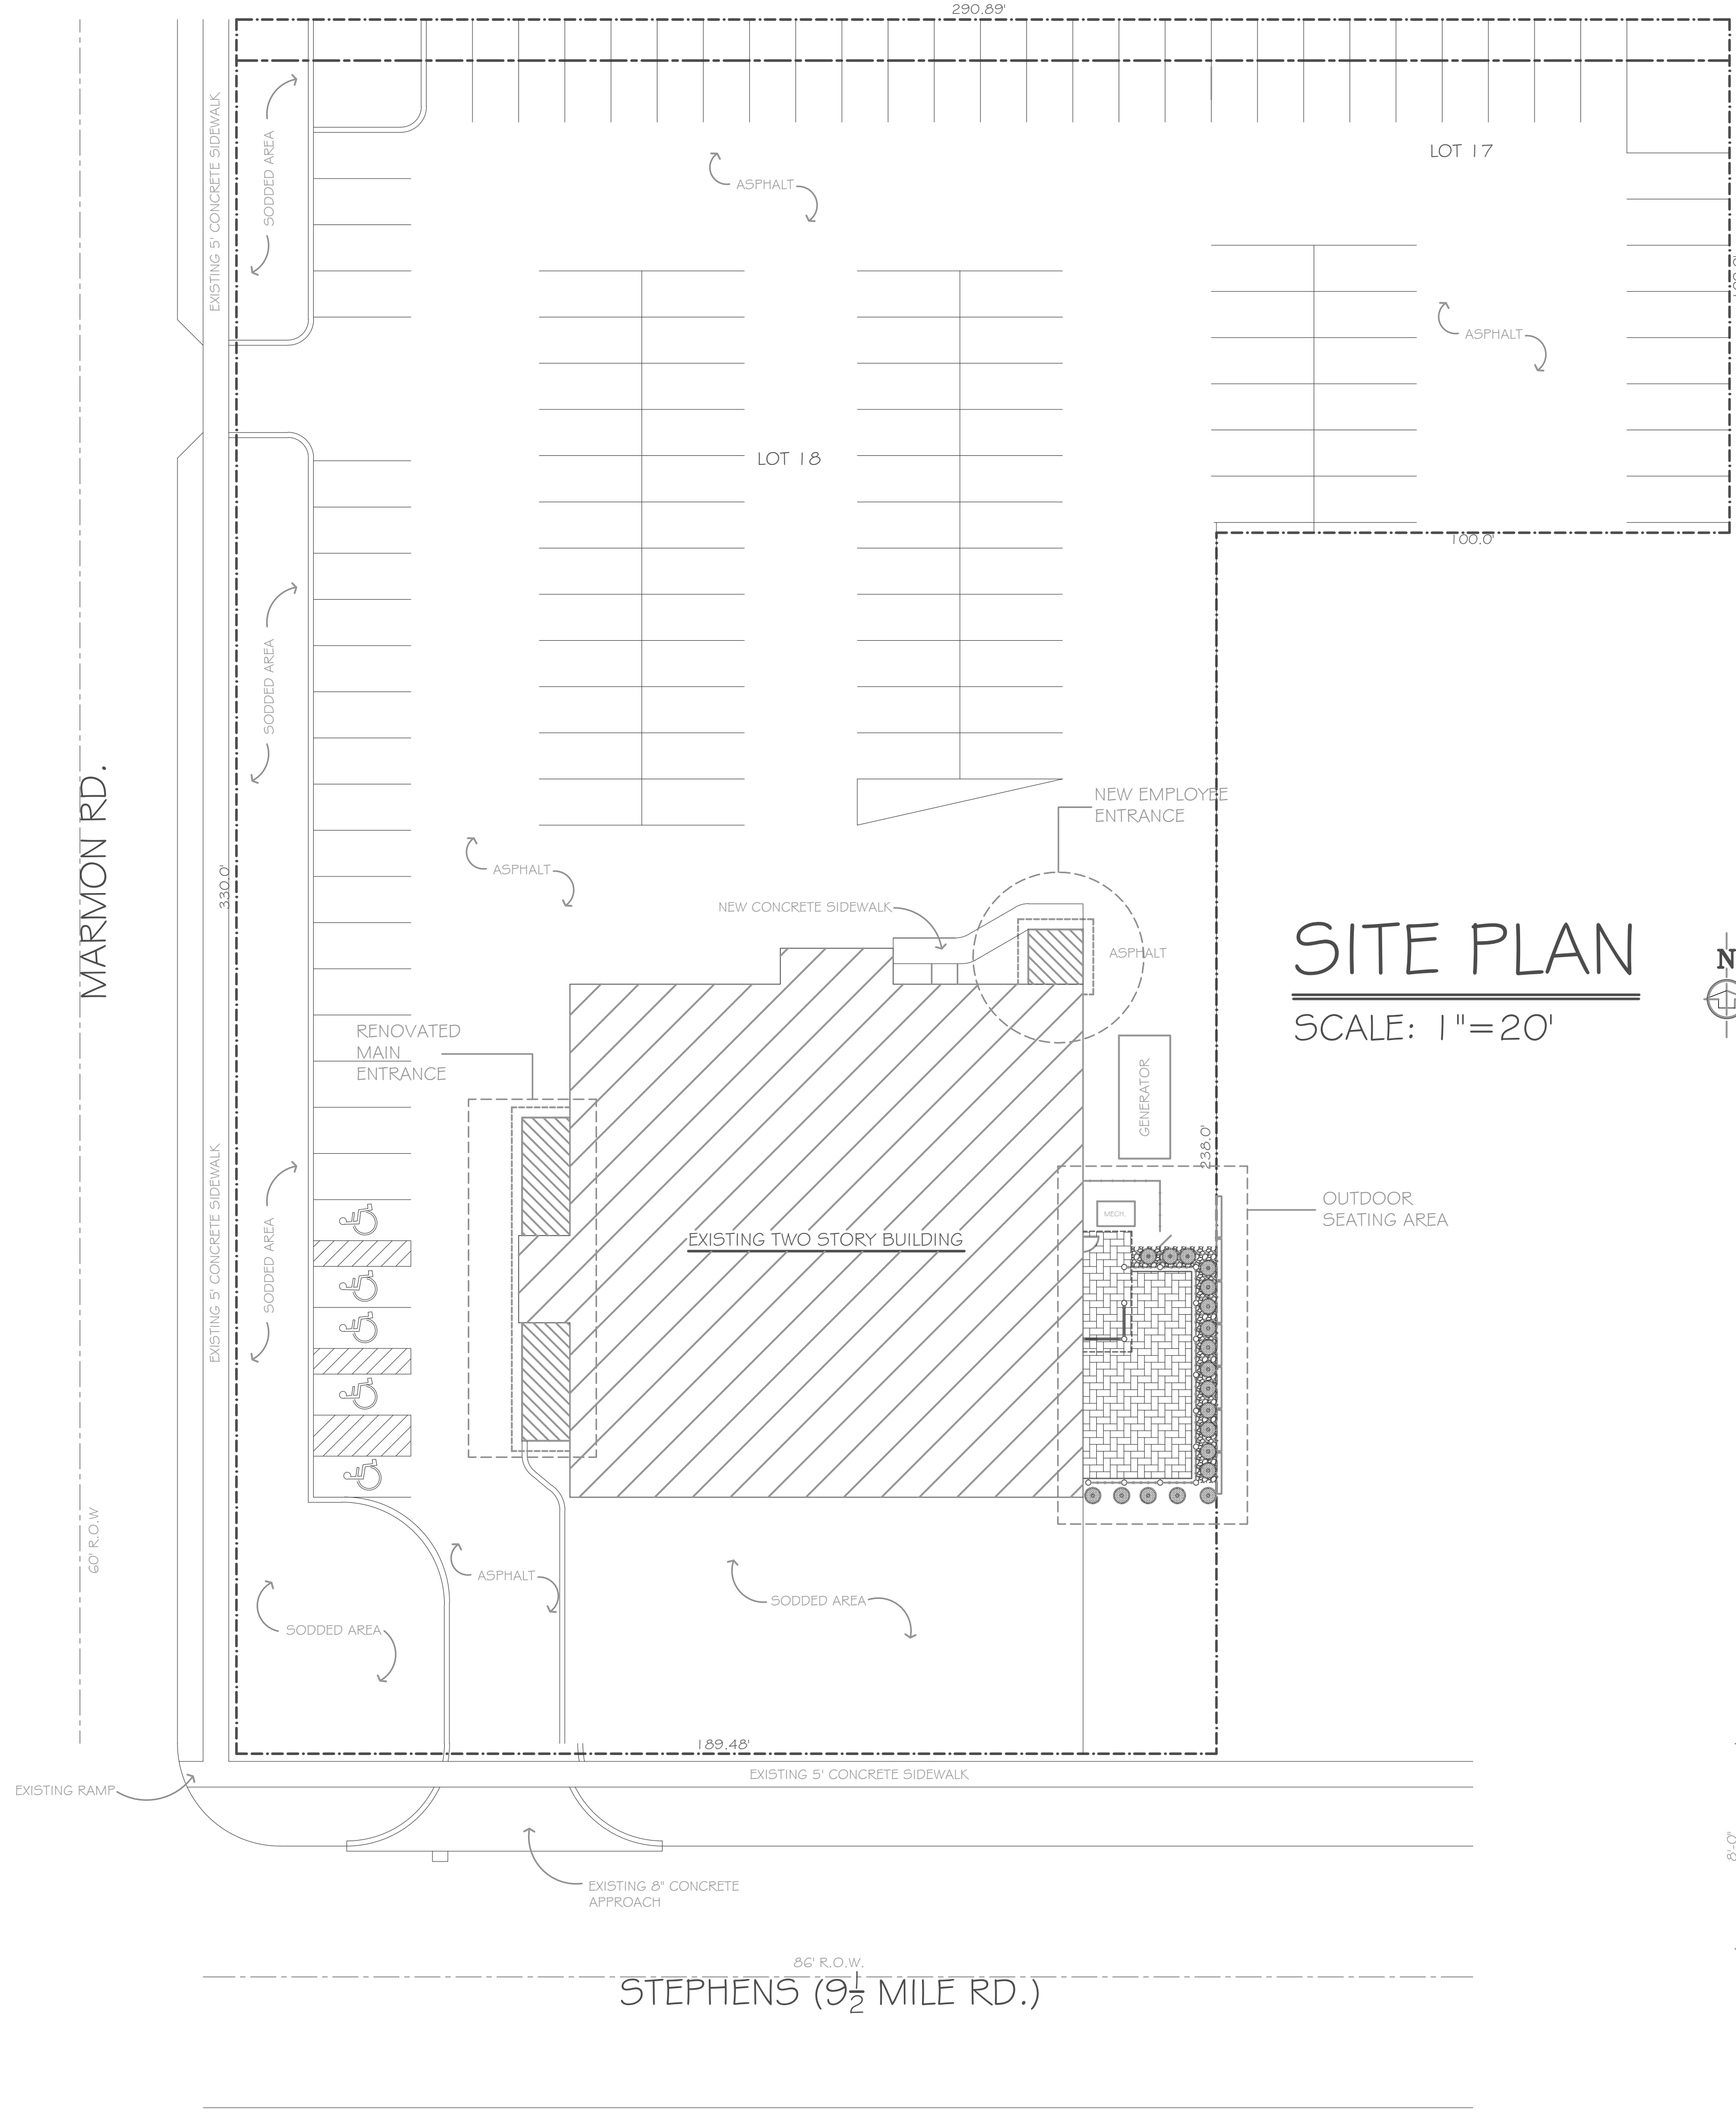 290.89'
EXISTING 5' CONCRETE SIDEWALK
SODDED AREA
LOT 17
ASPHALT
ASPHALT
LOT 18
100.0'
SODDED AREA
MARMON RD.
330.0'
NEW EMPLOYEE
ENTRANCE
ASPHALT
NEW CONCRETE SIDEWALK
ASPHALT
SITE PLAN
N
SCALE: 1"=20'
RENOVATED
MAIN
ENTRANCE
GENERATOR
238.0'
EXISTING 5' CONCRETE SIDEWALK
SODDED AREA
OUTDOOR
SEATING AREA
MECH.
EXISTING TWO STORY BUILDING
60' R.O.W
ASPHALT
SODDED AREA
SODDED AREA
189.48'
EXISTING 5' CONCRETE SIDEWALK
EXISTING RAMP
8'-0"
EXISTING 8" CONCRETE
APPROACH
86' R.O.W.
STEPHENS (9 1/2 MILE RD.)